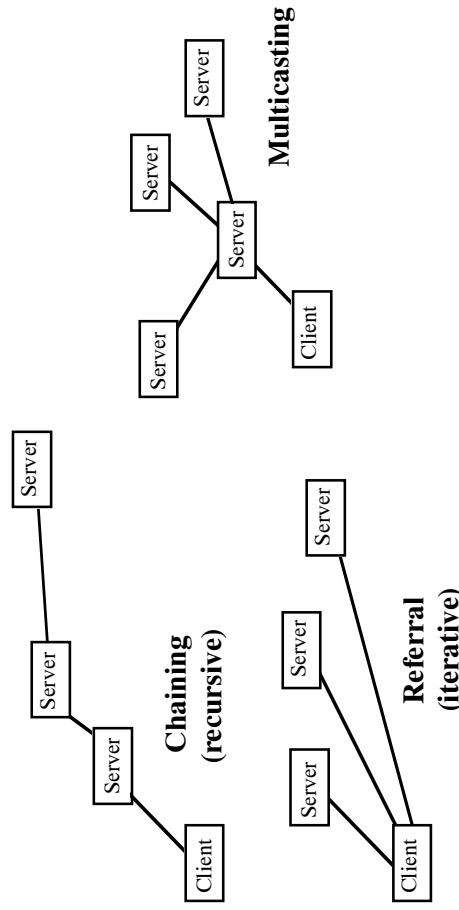 Server
Server
Server
Client
Chaining
(recursive)
Server
Server
Server
Client
Referral
(iterative)
Server
Server
Server
Server
Client
Multicasting